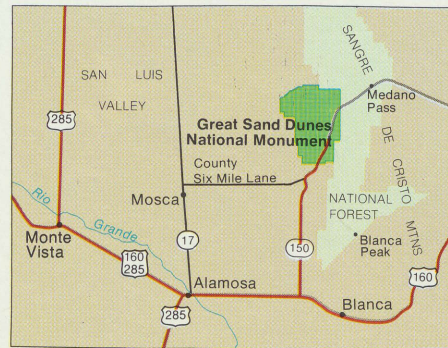 SAN LUIS
VALLEY
SANGRE
DE CRISTO
MTNS
Medano
Pass
285
Great Sand Dunes
National Monument
County
Six Mile Lane
Mosca
NATIONAL
FOREST
Rio Grande
Monte
Vista
17
150
Blanca
Peak
160
285
160
Alamosa
285
Blanca